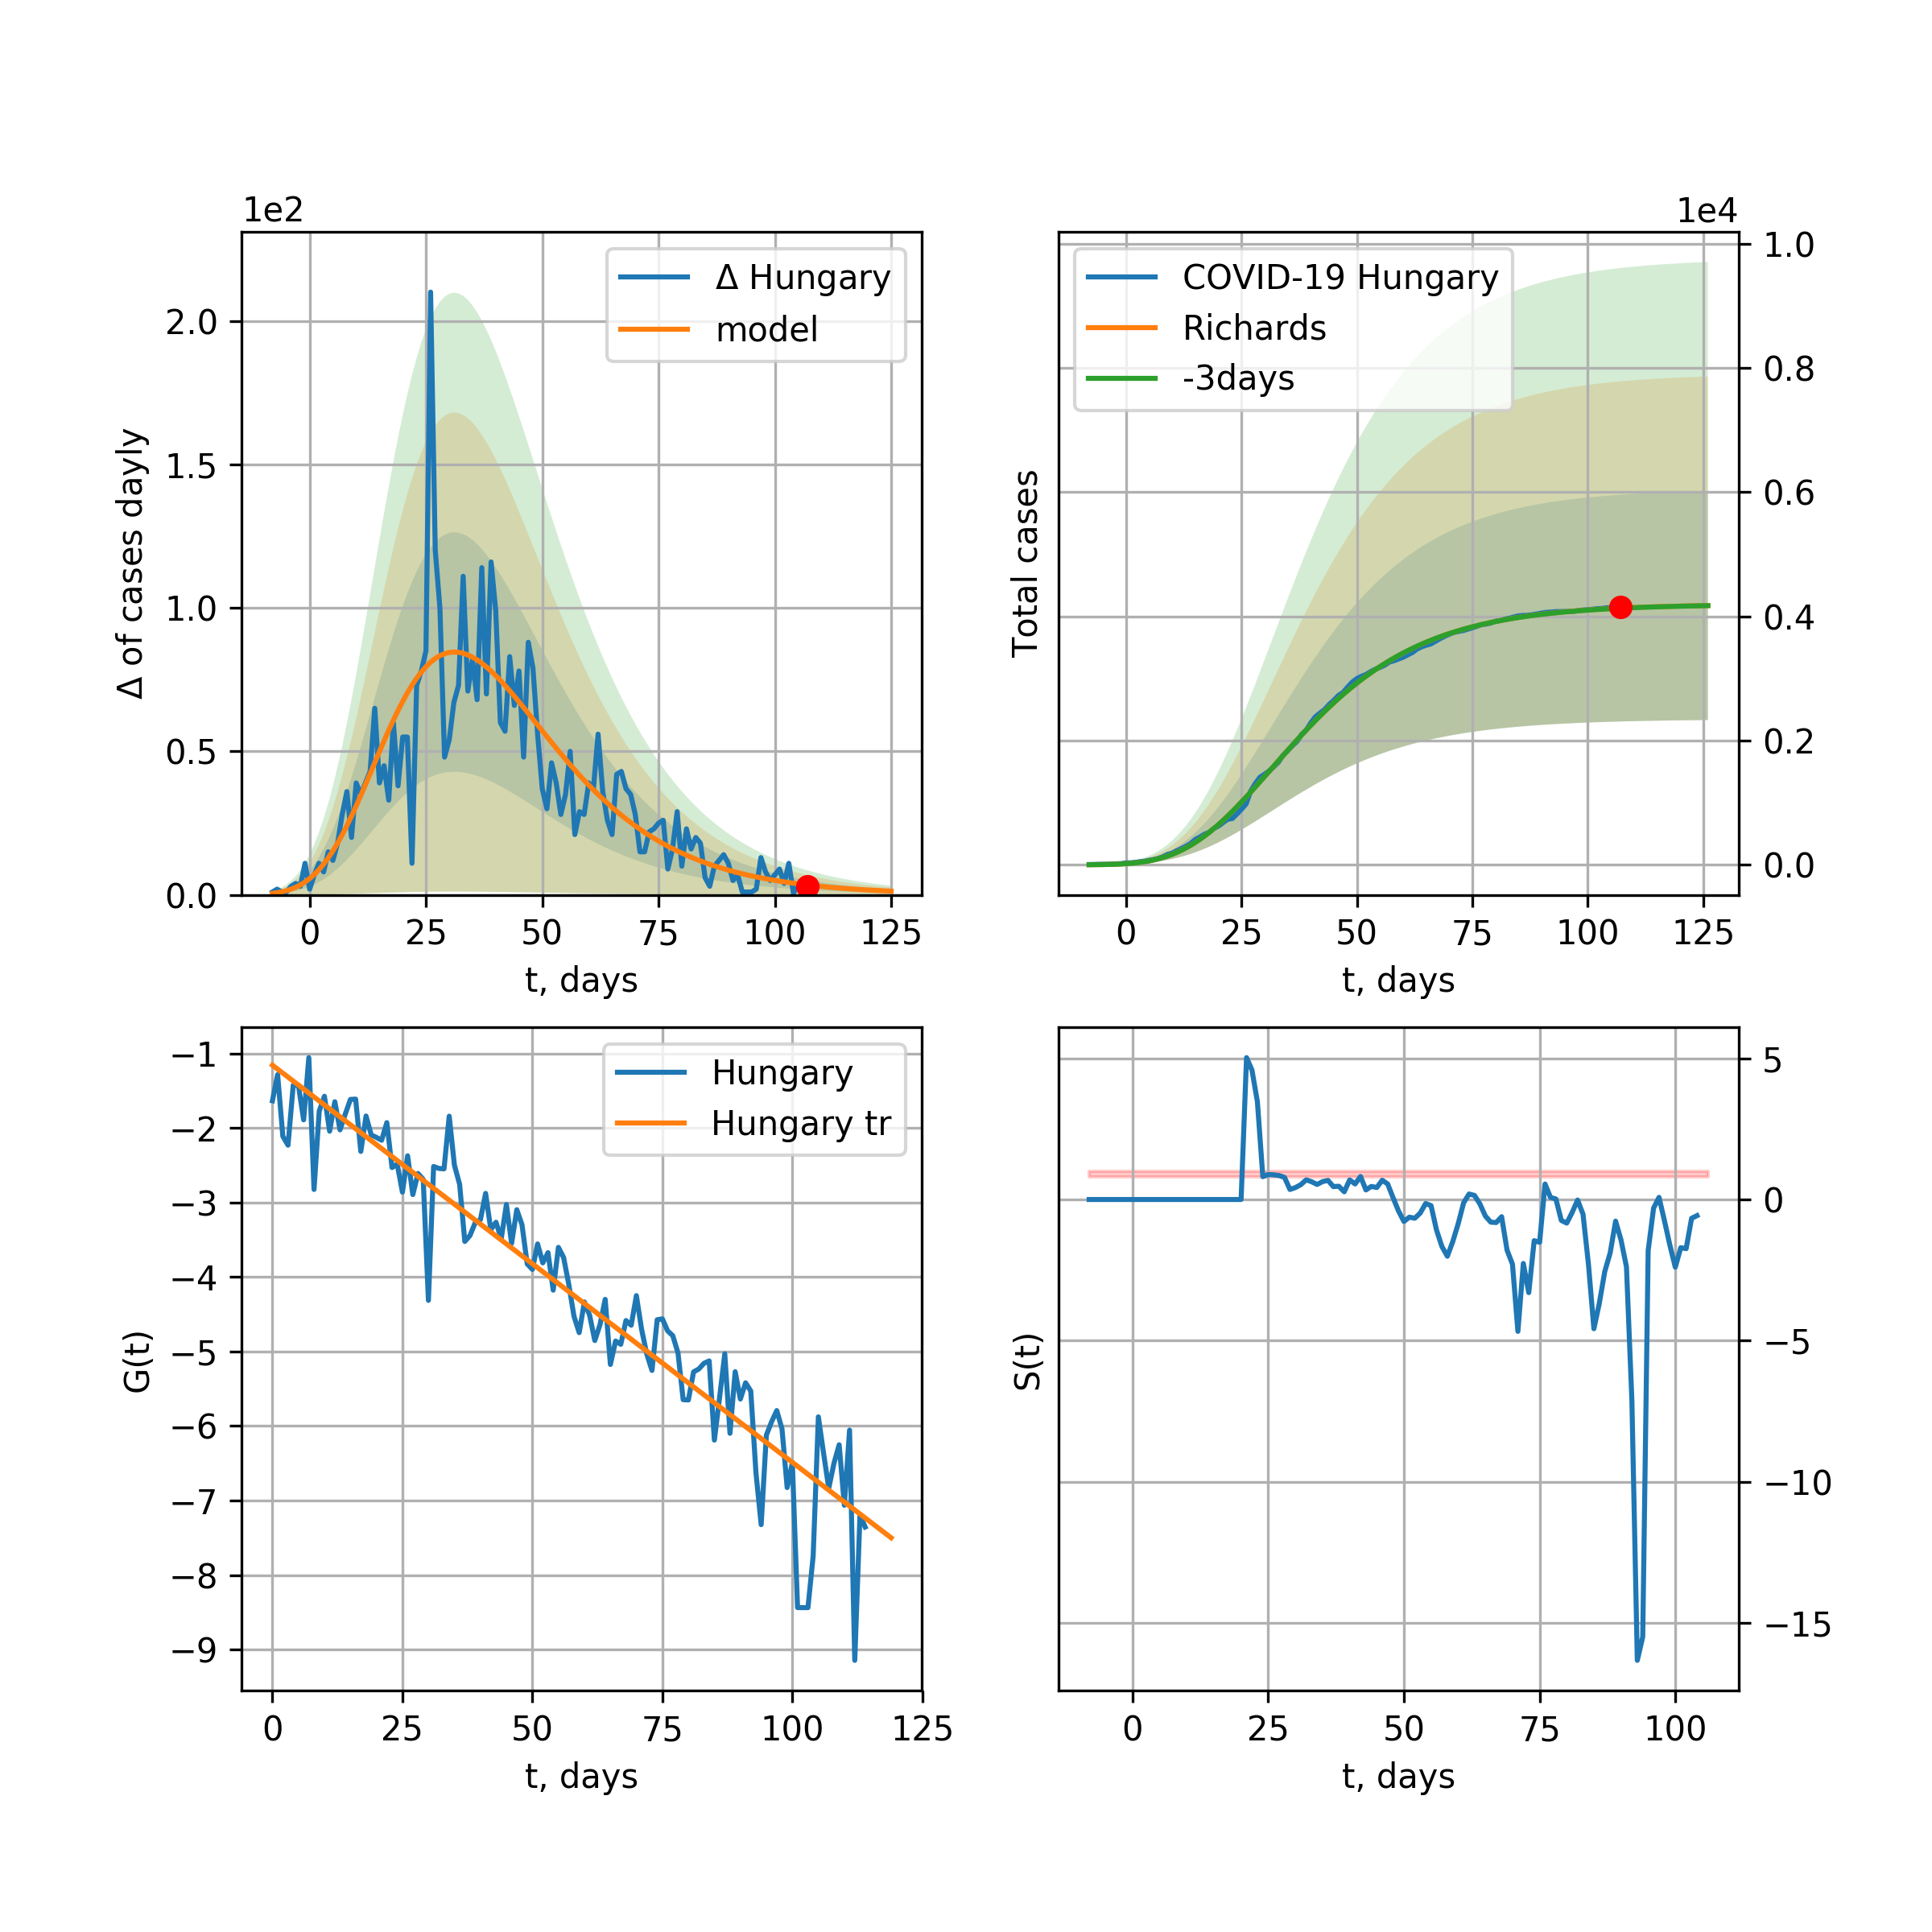 1e2
Δ Hungary
model
2.0
1.5
1.0
0.5
0.0
Δ of cases dayly
0 25 50 75 100 125
t, days
1e4
COVID-19 Hungary
Richards
-3days
1.0
0.8
0.6
0.4
0.2
0.0
Total cases
0 25 50 75 100 125
t, days
Hungary
Hungary tr
−1
−2
−3
−4
−5
−6
−7
−8
−9
G(t)
0 25 50 75 100 125
t, days
5
0
−5
−10
−15
S(t)
0 25 50 75 100
t, days